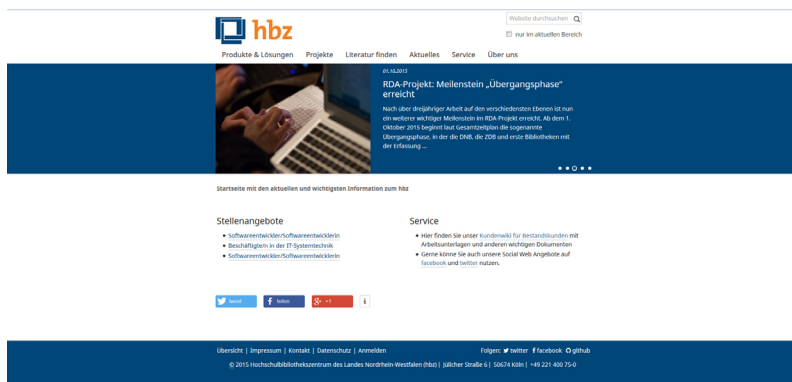 Website durchsuchen
nur im aktuellen Bereich
hbz
Produkte & Lösungen Projekte Literatur finden Aktuelles Service Über uns
01.10.2015
RDA-Projekt: Meilenstein „Übergangsphase“
erreicht
Nach über dreijähriger Arbeit auf den verschiedensten Ebenen ist nun
ein weiterer wichtiger Meilenstein im RDA-Projekt erreicht. Ab dem 1.
Oktober 2015 beginnt laut Gesamtzeitplan die sogenannte
Übergangsphase, in der die DNB, die ZDB und erste Bibliotheken mit
der Erfassung ...
Startseite mit den aktuellen und wichtigsten Information zum hbz
Stellenangebote
Softwareentwickler/Softwareentwicklerin
Beschäftigte/n in der IT-Systemtechnik
Softwareentwickler/Softwareentwicklerin
Service
Hier finden Sie unser Kundenwiki für Bestandskunden mit
Arbeitsunterlagen und anderen wichtigen Dokumenten
Gerne könne Sie auch unsere Social Web Angebote auf
facebook und twitter nutzen.
tweet f teilen g+ +1 i
Übersicht | Impressum | Kontakt | Datenschutz | Anmelden Folgen: twitter facebook github
© 2015 Hochschulbibliothekszentrum des Landes Nordrhein-Westfalen (hbz) | Jülicher Straße 6 | 50674 Köln | +49 221 400 75-0